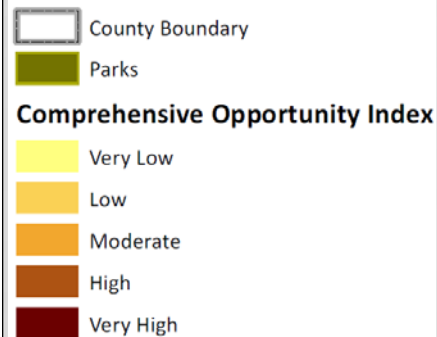 County Boundary
Parks
Comprehensive Opportunity Index
Very Low
Low
Moderate
High
Very High